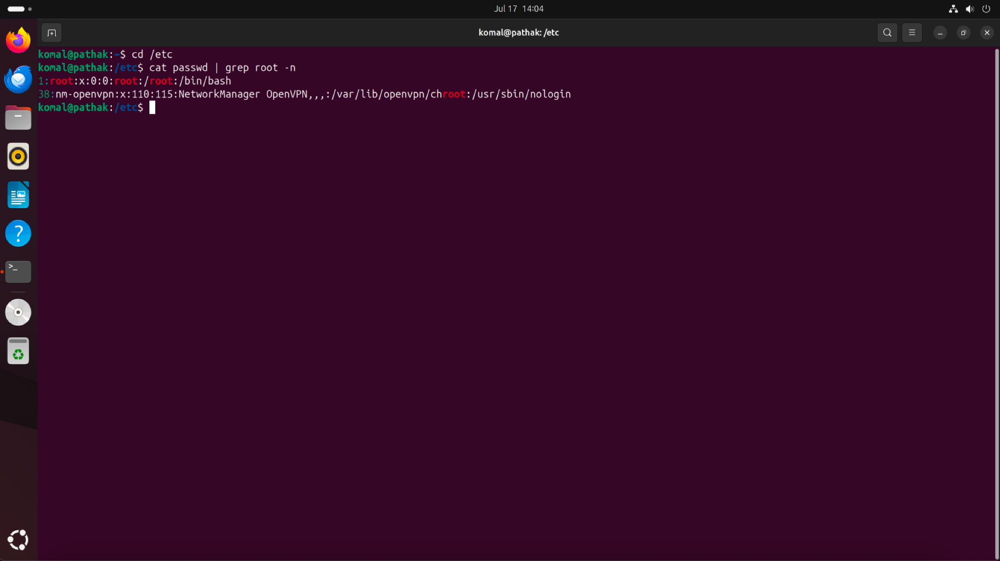 Jul 17 14:04
komal@pathak: /etc
komal@pathak:~$ cd /etc
komal@pathak:/etc$ cat passwd | grep root -n
1:root:x:0:0:root:/root:/bin/bash
38:nm-openvpn:x:110:115:NetworkManager OpenVPN,,,:/var/lib/openvpn/chroot:/usr/sbin/nologin
komal@pathak:/etc$